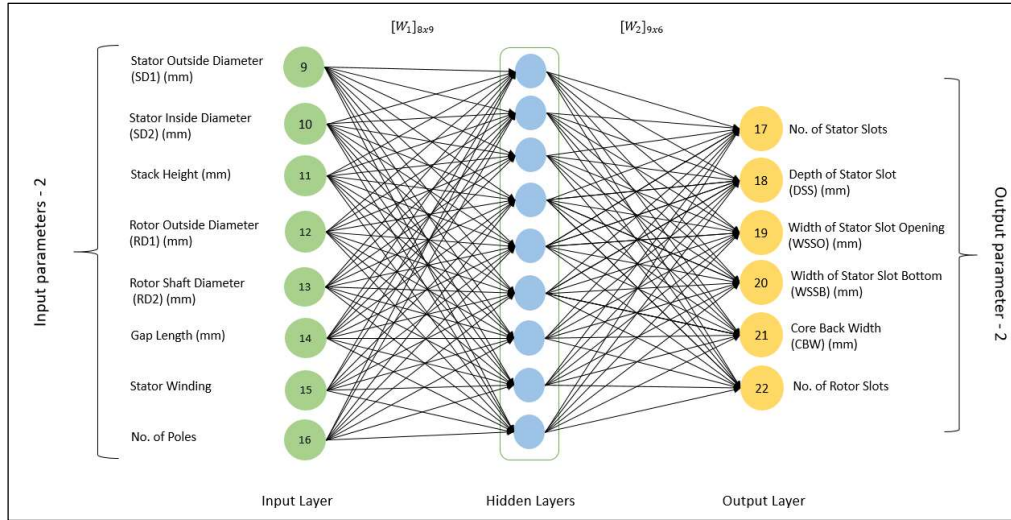 [W₁]₈ₓ₉
[W₂]₉ₓ₆
Input parameters - 2
Stator Outside Diameter
(SD1) (mm)
9
Stator Inside Diameter
(SD2) (mm)
10
Stack Height (mm)
11
Rotor Outside Diameter
(RD1) (mm)
12
Rotor Shaft Diameter
(RD2) (mm)
13
Gap Length (mm)
14
Stator Winding
15
No. of Poles
16
17
No. of Stator Slots
18
Depth of Stator Slot
(DSS) (mm)
19
Width of Stator Slot Opening
(WSSO) (mm)
20
Width of Stator Slot Bottom
(WSSB) (mm)
21
Core Back Width
(CBW) (mm)
22
No. of Rotor Slots
Output parameter - 2
Input Layer
Hidden Layers
Output Layer